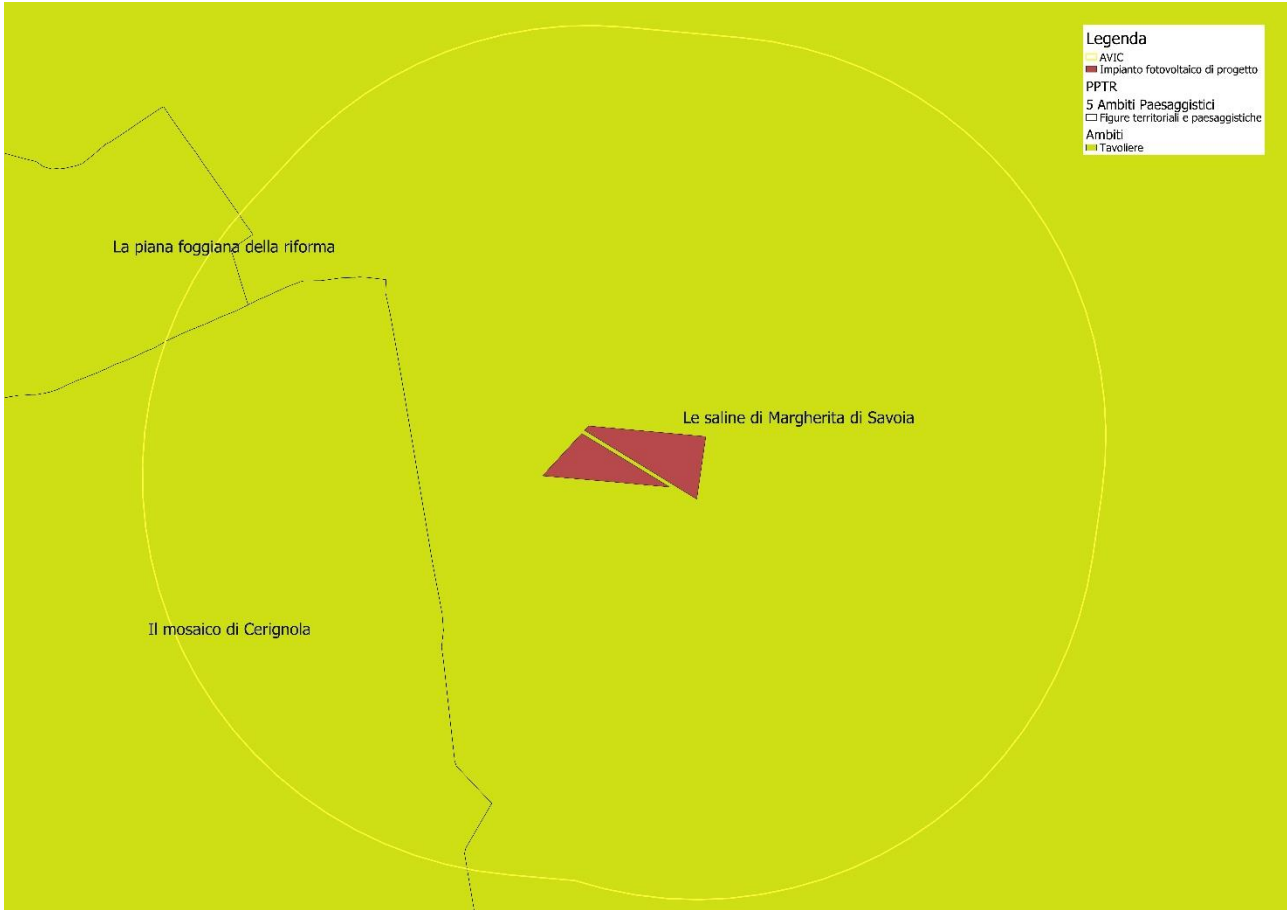 Legenda
AVIC
Impianto fotovoltaico di progetto
PPTR
5 Ambiti Paesaggistici
Figure territoriali e paesaggistiche
Ambiti
Tavoliere
La piana foggiana della riforma
Le saline di Margherita di Savoia
Il mosaico di Cerignola